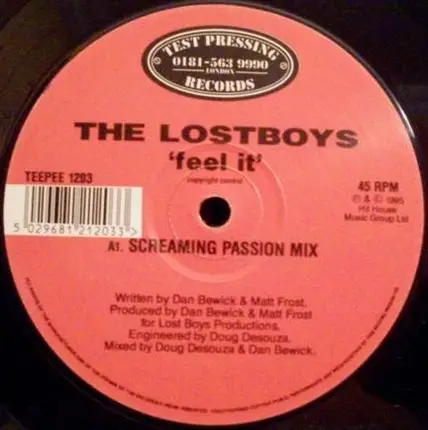 TEST PRESSING
0181-563 9990
LONDON
RECORDS
THE LOSTBOYS
'feel it'
copyright control
TEEPEE 1203
45 RPM
℗ & © 1995
Hit House
Music Group Ltd
5 029681 212033 >
A1. SCREAMING PASSION MIX
Written by Dan Bewick & Matt Frost.
Produced by Dan Bewick & Matt Frost
for Lost Boys Productions.
Engineered by Doug Desouza.
Mixed by Doug Desouza & Dan Bewick.